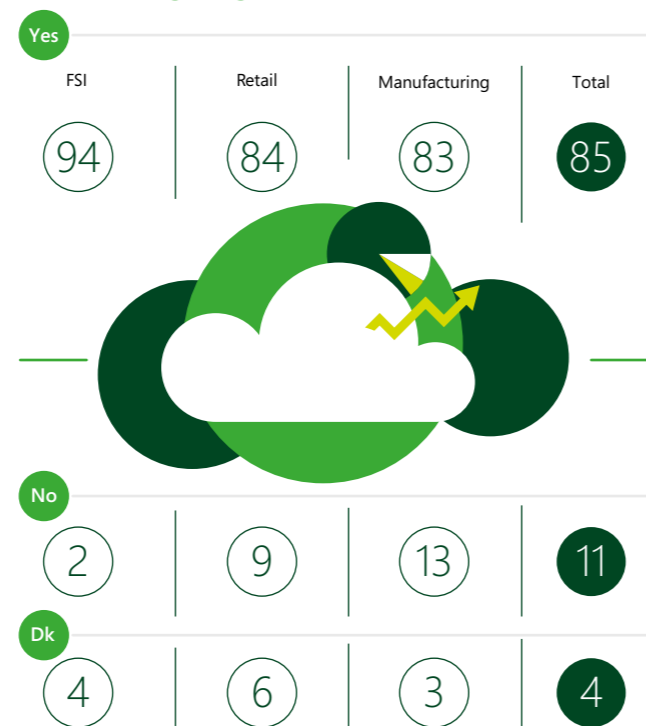 Yes
FSI Retail Manufacturing Total
94 84 83 85
No
2 9 13 11
Dk
4 6 3 4